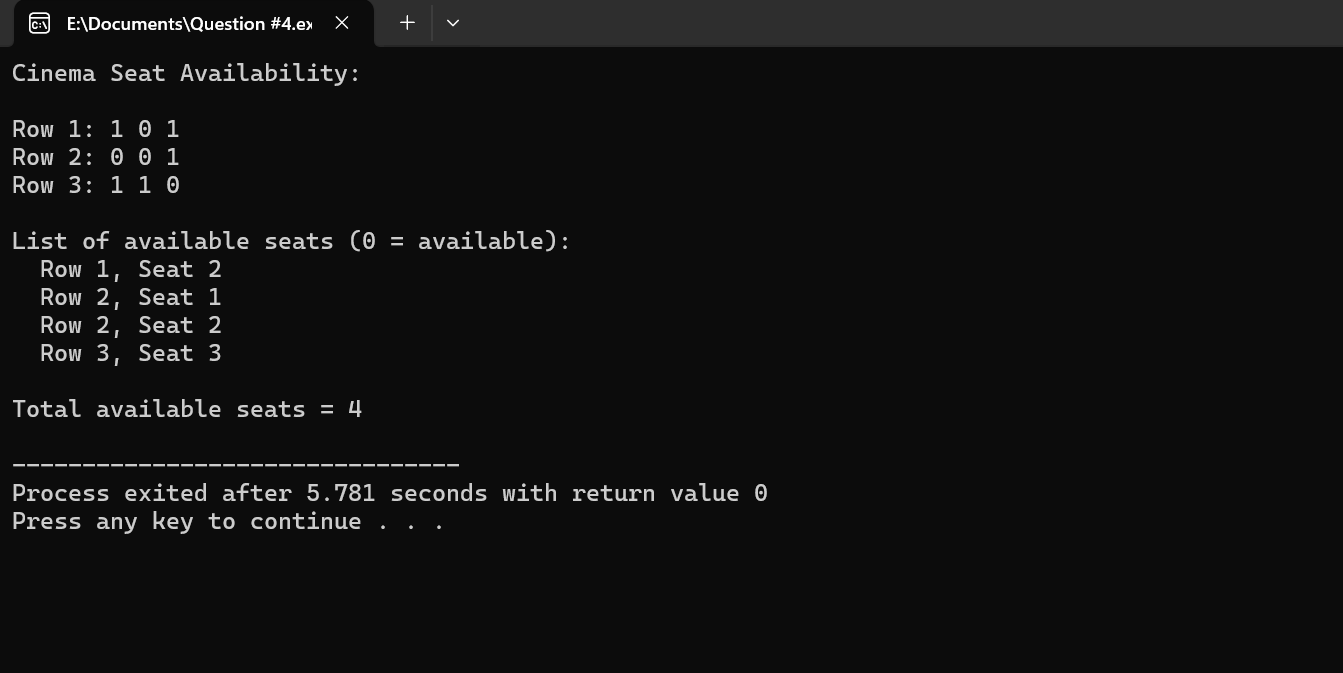 E:\Documents\Question #4.ex
Cinema Seat Availability:
Row 1: 1 0 1
Row 2: 0 0 1
Row 3: 1 1 0
List of available seats (0 = available):
Row 1, Seat 2
Row 2, Seat 1
Row 2, Seat 2
Row 3, Seat 3
Total available seats = 4
--------------------------------
Process exited after 5.781 seconds with return value 0
Press any key to continue . . .